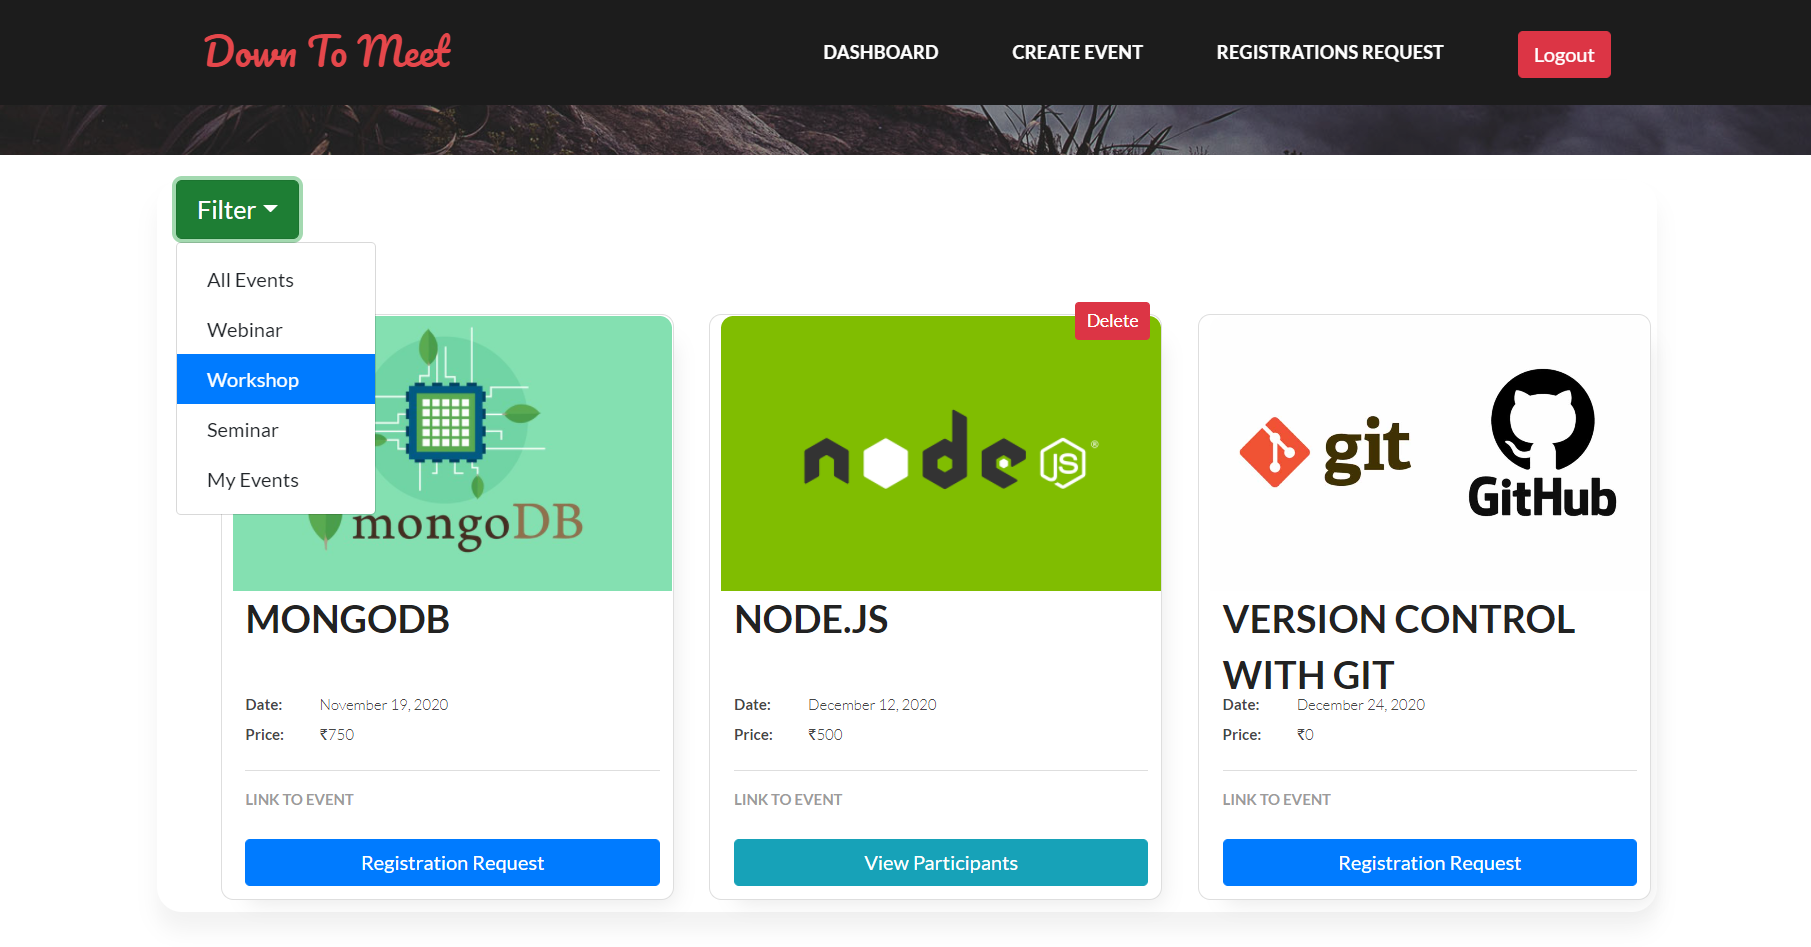 Down To Meet
DASHBOARD
CREATE EVENT
REGISTRATIONS REQUEST
Logout
Filter
All Events
Webinar
Workshop
Seminar
My Events
mongoDB
MONGODB
Date: November 19, 2020
Price: ₹750
LINK TO EVENT
Registration Request
Delete
node JS ®
NODE.JS
Date: December 12, 2020
Price: ₹500
LINK TO EVENT
View Participants
git
GitHub
VERSION CONTROL
WITH GIT
Date: December 24, 2020
Price: ₹0
LINK TO EVENT
Registration Request